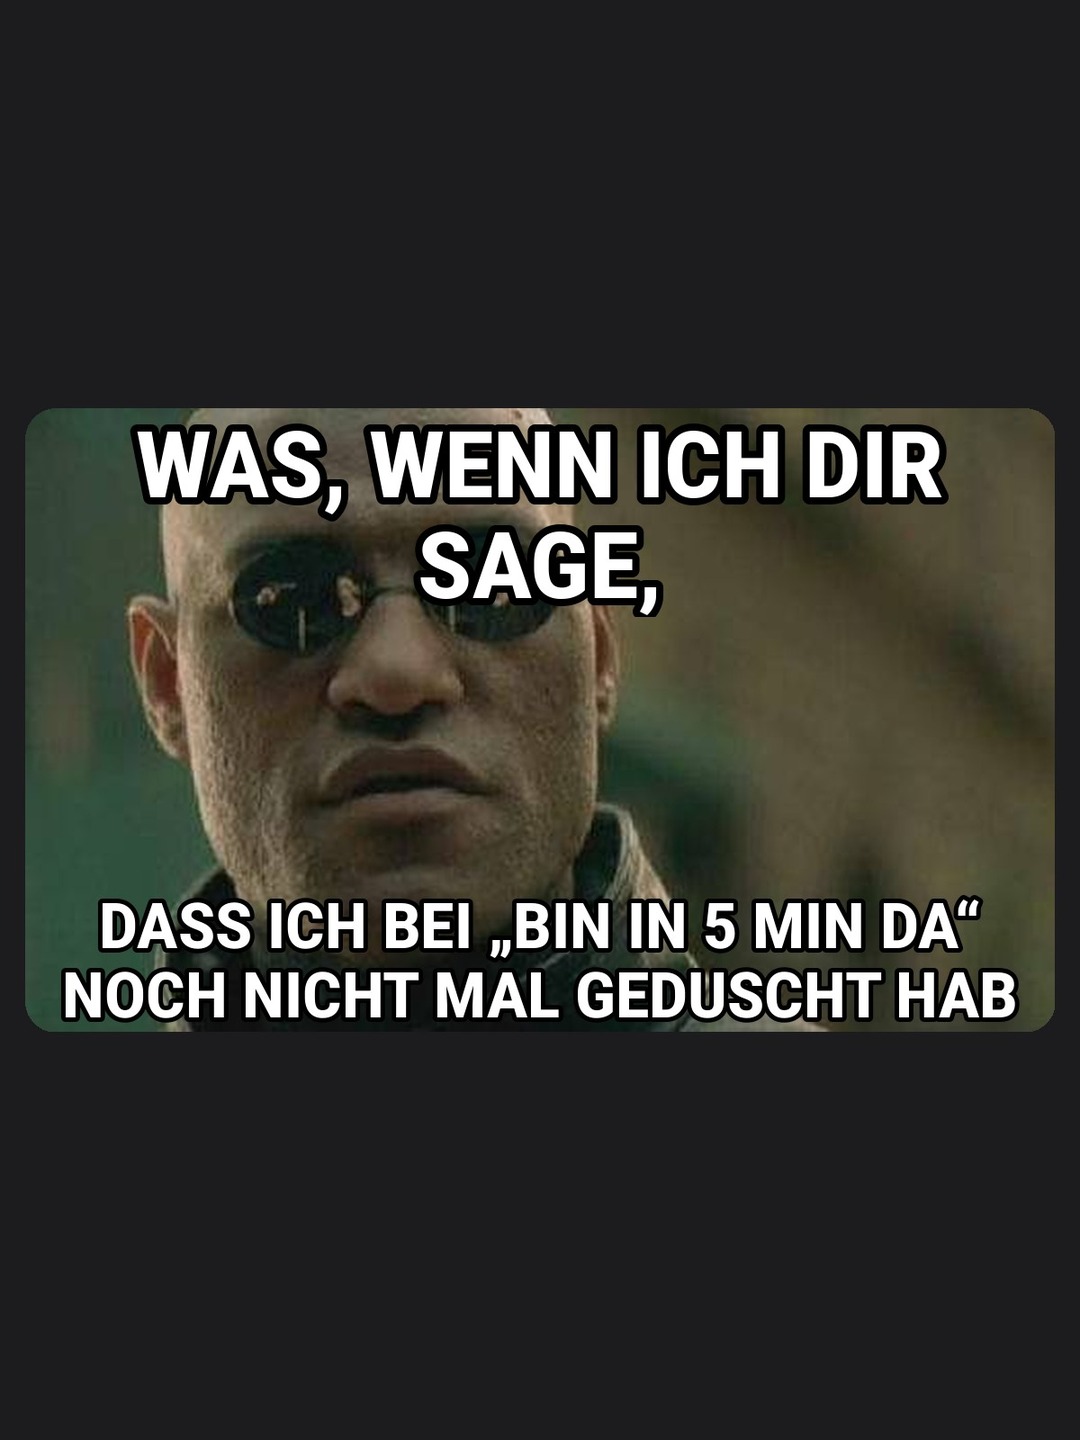 WAS, WENN ICH DIR
SAGE,
DASS ICH BEI „BIN IN 5 MIN DA“
NOCH NICHT MAL GEDUSCHT HAB